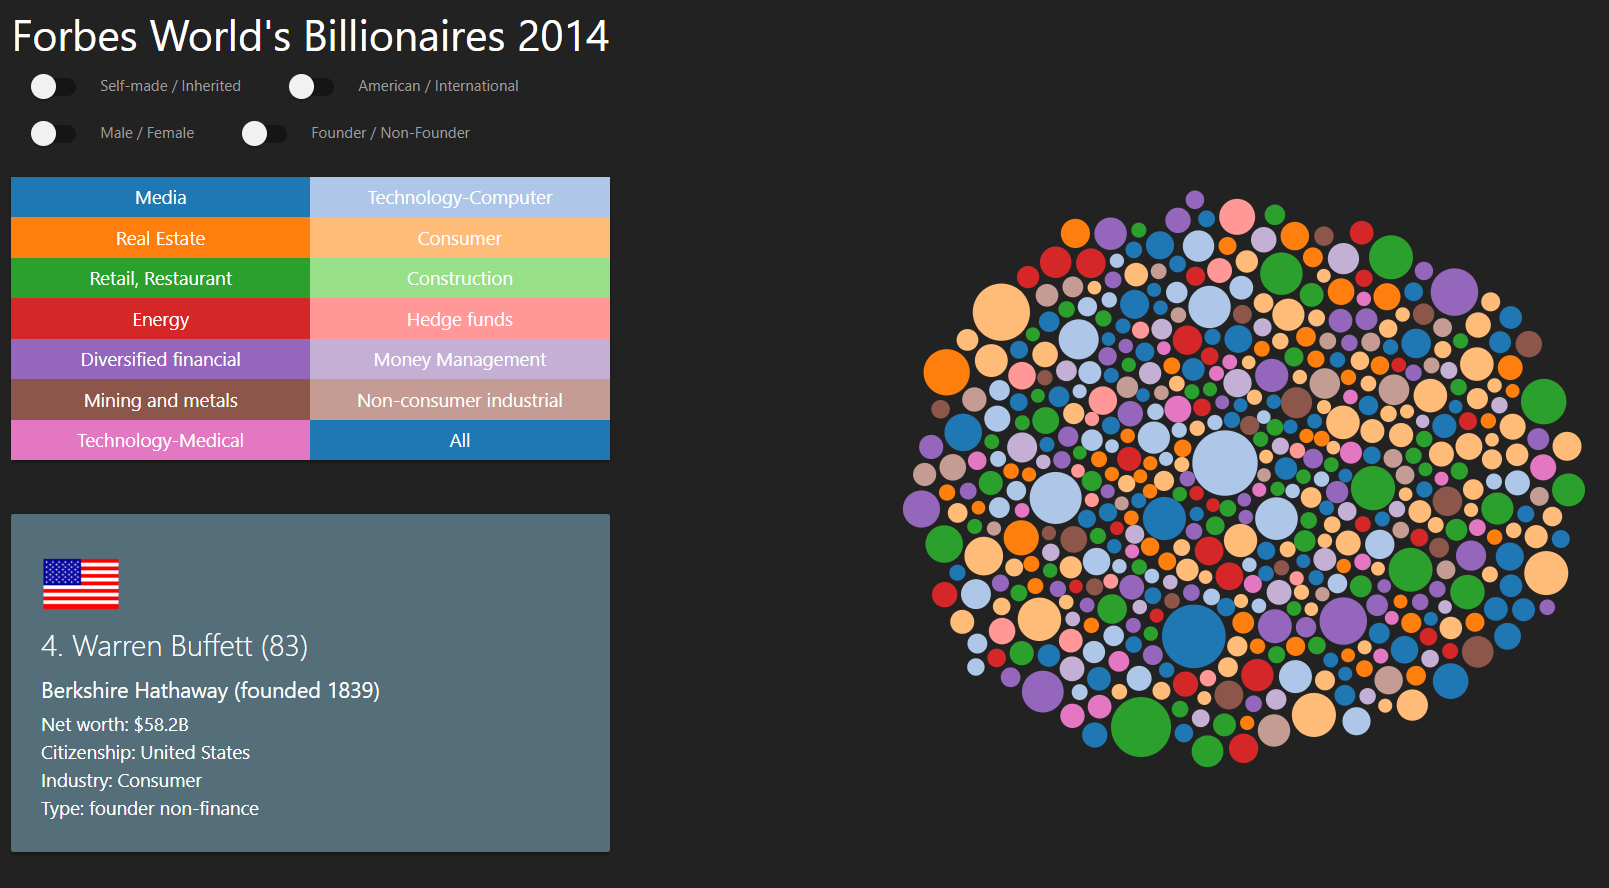 Forbes World's Billionaires 2014
Self-made / Inherited
American / International
Male / Female
Founder / Non-Founder
Media
Technology-Computer
Real Estate
Consumer
Retail, Restaurant
Construction
Energy
Hedge funds
Diversified financial
Money Management
Mining and metals
Non-consumer industrial
Technology-Medical
All
4. Warren Buffett (83)
Berkshire Hathaway (founded 1839)
Net worth: $58.2B
Citizenship: United States
Industry: Consumer
Type: founder non-finance